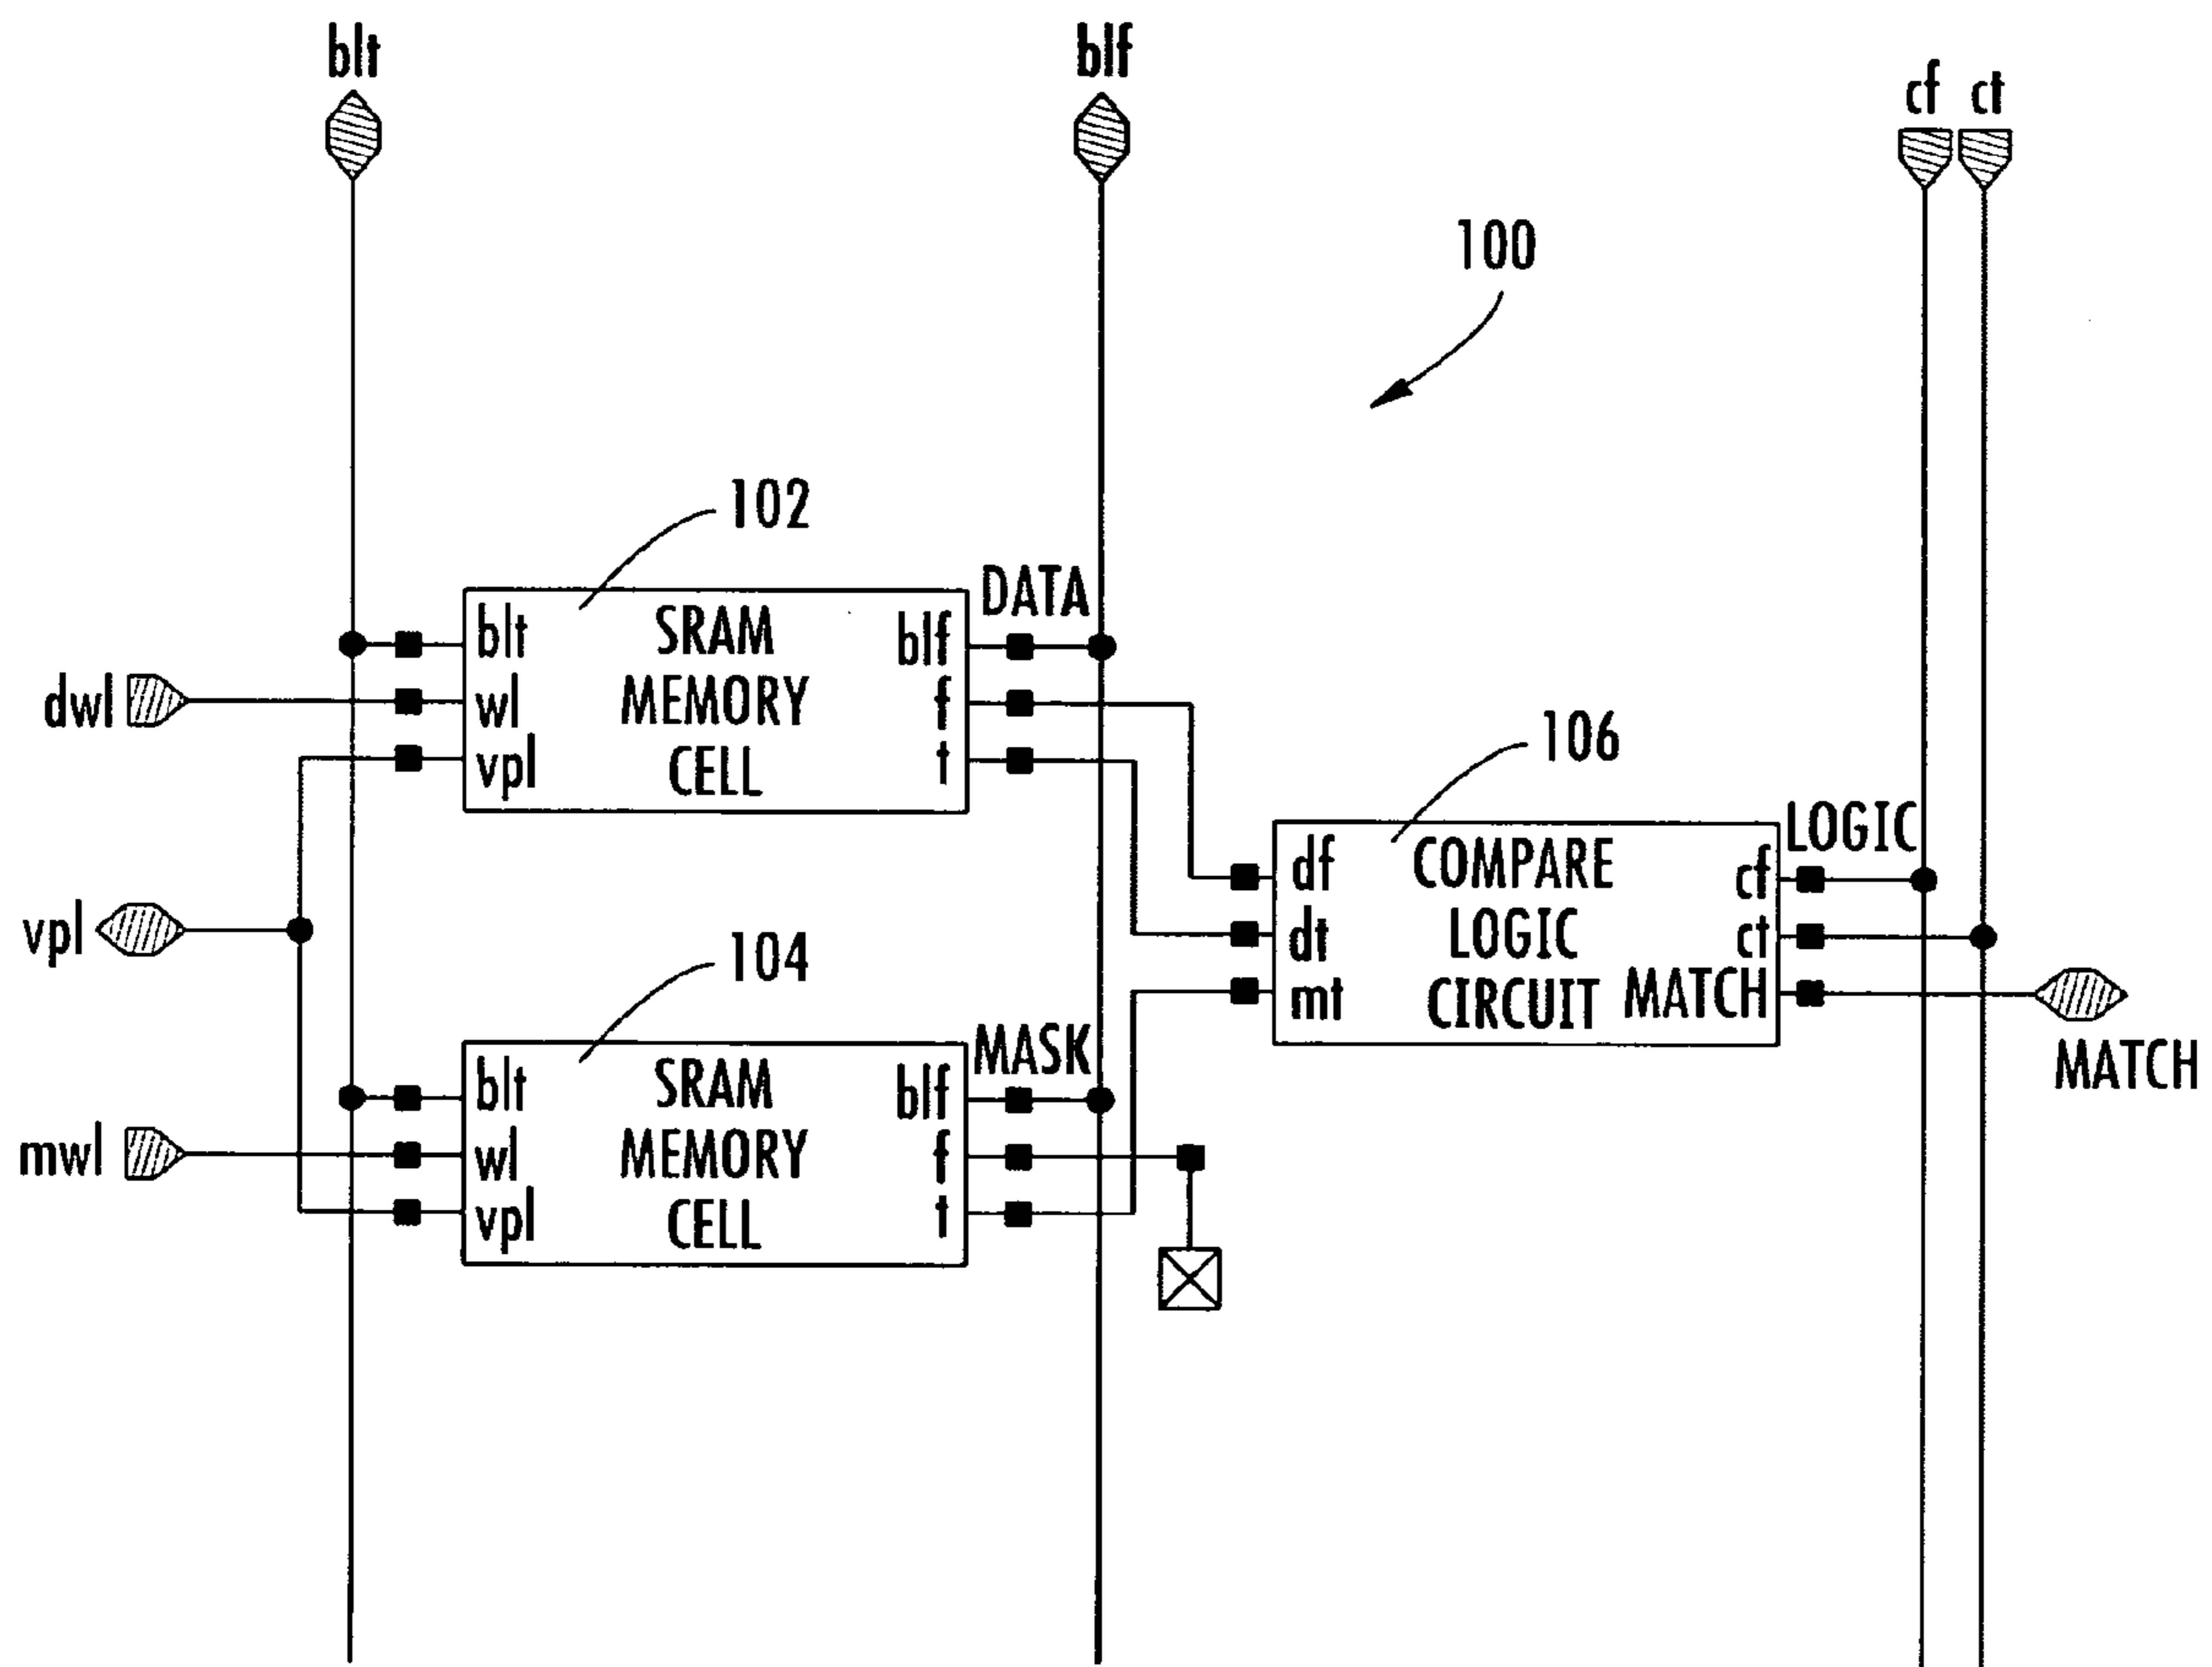 blt
blf
cf ct
100
102
DATA
blt SRAM blf
dwl wl MEMORY f
vpl CELL t
106
LOGIC
df COMPARE cf
vpl dt LOGIC ct
104
mt CIRCUIT MATCH
MATCH
MASK
blt SRAM blf
mwl wl MEMORY f
vpl CELL t